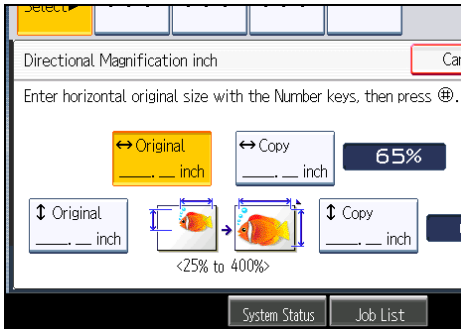 Select►
Directional Magnification inch
Enter horizontal original size with the Number keys, then press ⊞.
↔ Original
___.__ inch
↔ Copy
___.__ inch
65%
↕ Original
___.__ inch
↕ Copy
___.__ inch
<25% to 400%>
System Status
Job List